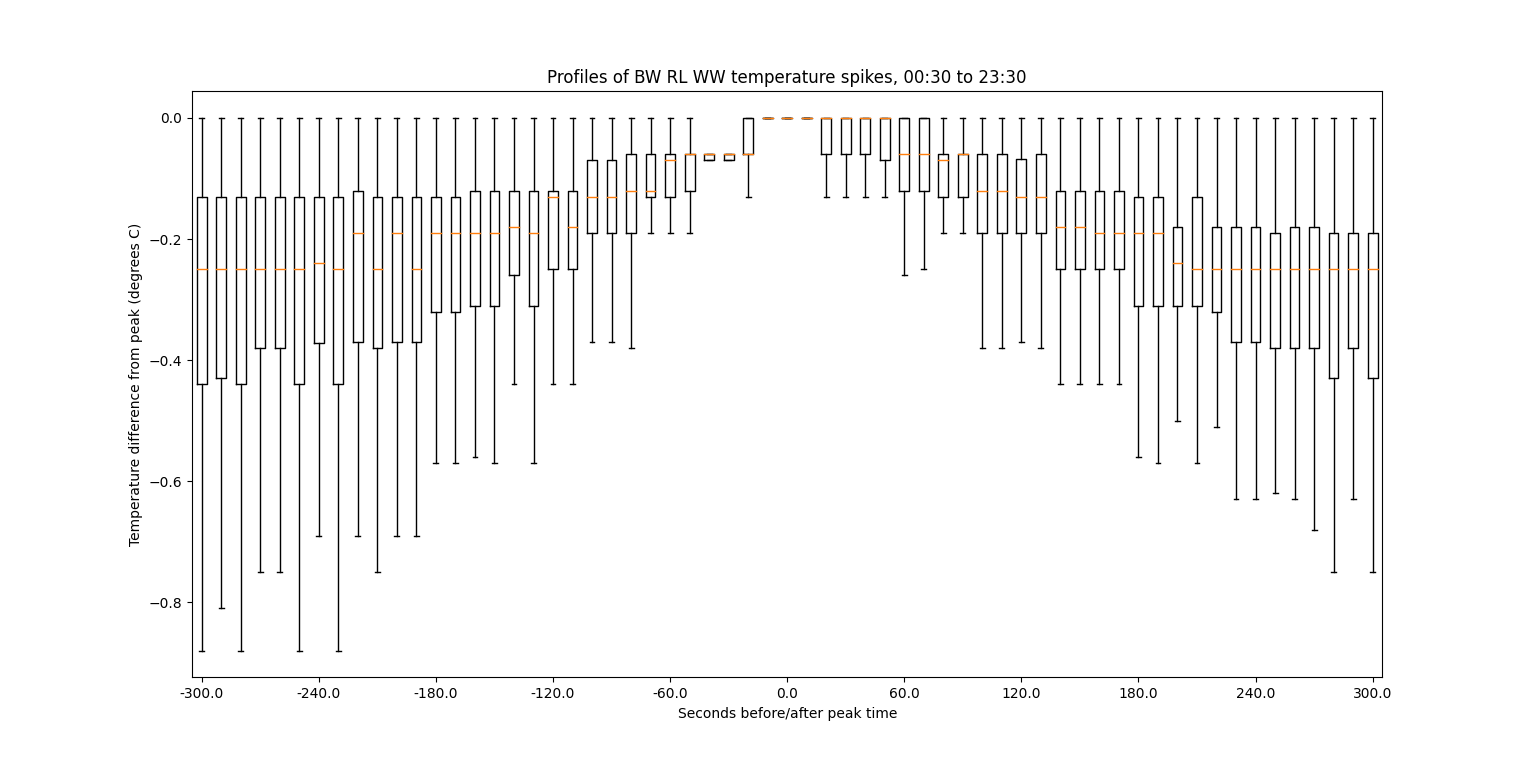 Profiles of BW RL WW temperature spikes, 00:30 to 23:30
Temperature difference from peak (degrees C)
0.0
−0.2
−0.4
−0.6
−0.8
-300.0 -240.0 -180.0 -120.0 -60.0 0.0 60.0 120.0 180.0 240.0 300.0
Seconds before/after peak time